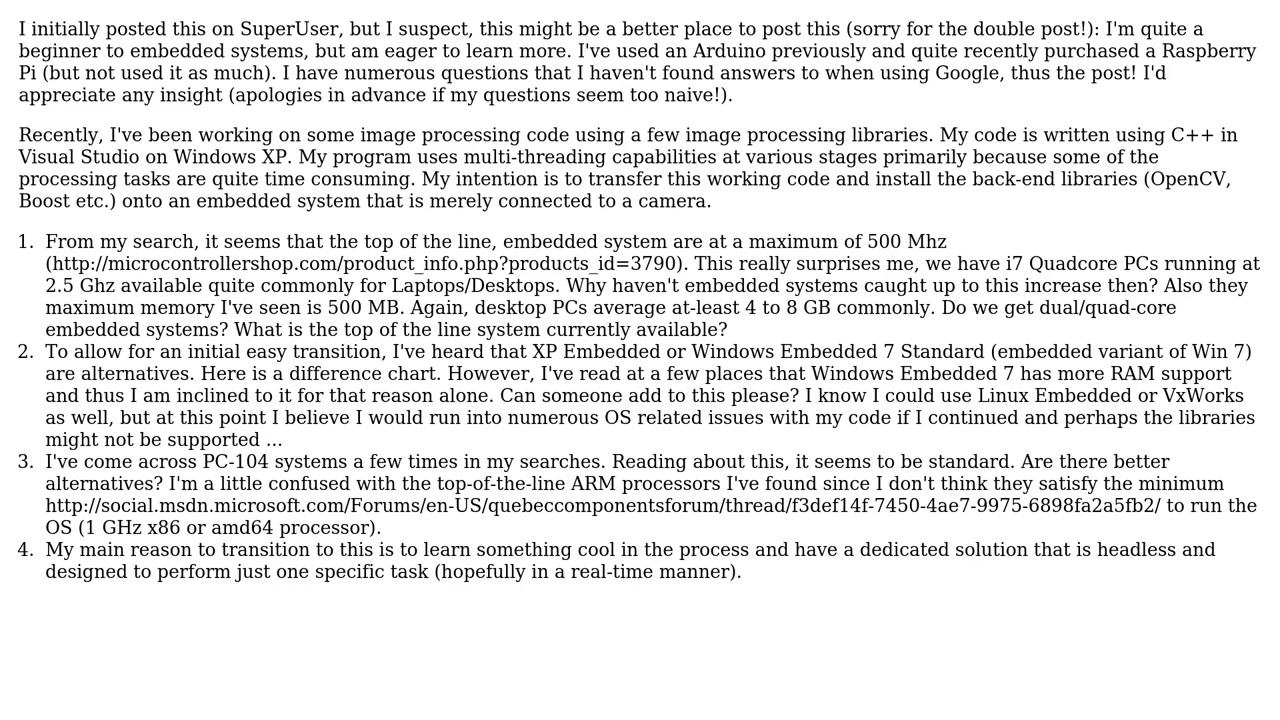 I initially posted this on SuperUser, but I suspect, this might be a better place to post this (sorry for the double post!): I'm quite a
beginner to embedded systems, but am eager to learn more. I've used an Arduino previously and quite recently purchased a Raspberry
Pi (but not used it as much). I have numerous questions that I haven't found answers to when using Google, thus the post! I'd
appreciate any insight (apologies in advance if my questions seem too naive!).
Recently, I've been working on some image processing code using a few image processing libraries. My code is written using C++ in
Visual Studio on Windows XP. My program uses multi-threading capabilities at various stages primarily because some of the
processing tasks are quite time consuming. My intention is to transfer this working code and install the back-end libraries (OpenCV,
Boost etc.) onto an embedded system that is merely connected to a camera.
1. From my search, it seems that the top of the line, embedded system are at a maximum of 500 Mhz
(http://microcontrollershop.com/product_info.php?products_id=3790). This really surprises me, we have i7 Quadcore PCs running at
2.5 Ghz available quite commonly for Laptops/Desktops. Why haven't embedded systems caught up to this increase then? Also they
maximum memory I've seen is 500 MB. Again, desktop PCs average at-least 4 to 8 GB commonly. Do we get dual/quad-core
embedded systems? What is the top of the line system currently available?
2. To allow for an initial easy transition, I've heard that XP Embedded or Windows Embedded 7 Standard (embedded variant of Win 7)
are alternatives. Here is a difference chart. However, I've read at a few places that Windows Embedded 7 has more RAM support
and thus I am inclined to it for that reason alone. Can someone add to this please? I know I could use Linux Embedded or VxWorks
as well, but at this point I believe I would run into numerous OS related issues with my code if I continued and perhaps the libraries
might not be supported ...
3. I've come across PC-104 systems a few times in my searches. Reading about this, it seems to be standard. Are there better
alternatives? I'm a little confused with the top-of-the-line ARM processors I've found since I don't think they satisfy the minimum
http://social.msdn.microsoft.com/Forums/en-US/quebeccomponentsforum/thread/f3def14f-7450-4ae7-9975-6898fa2a5fb2/ to run the
OS (1 GHz x86 or amd64 processor).
4. My main reason to transition to this is to learn something cool in the process and have a dedicated solution that is headless and
designed to perform just one specific task (hopefully in a real-time manner).